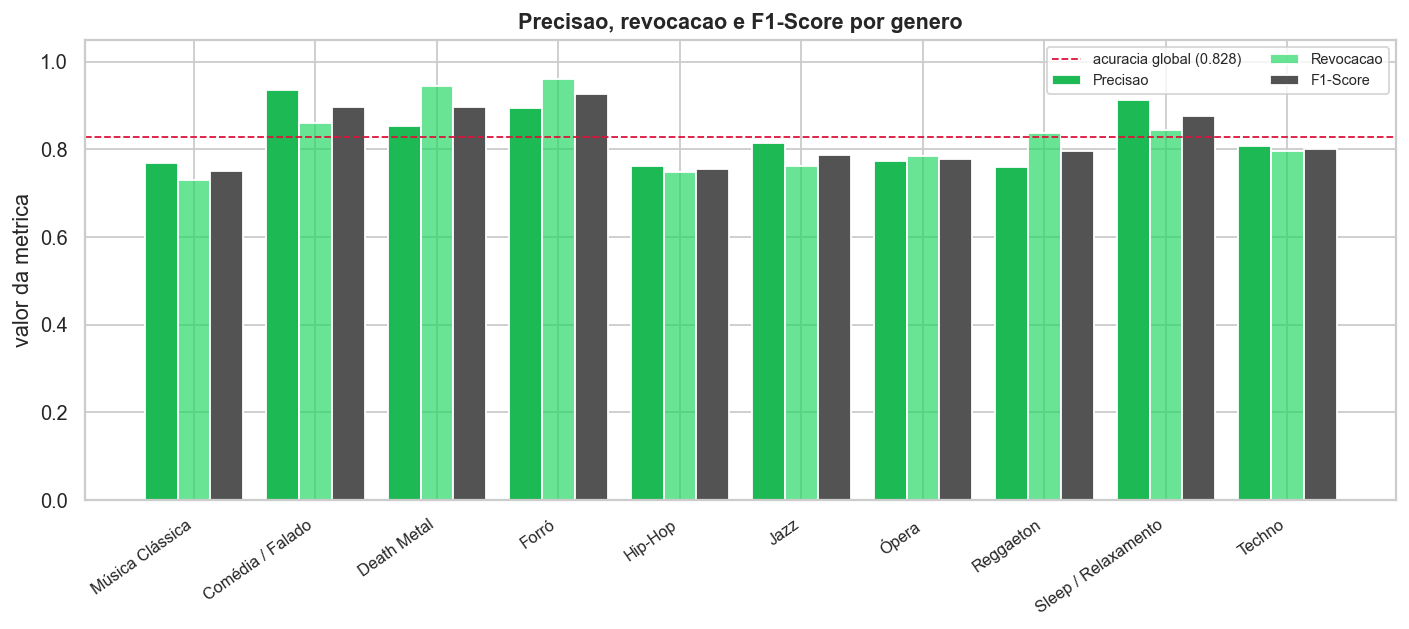 Precisao, revocacao e F1-Score por genero
acuracia global (0.828)
Precisao
Revocacao
F1-Score
valor da metrica
1.0
0.8
0.6
0.4
0.2
0.0
Música Clássica
Comédia / Falado
Death Metal
Forró
Hip-Hop
Jazz
Ópera
Reggaeton
Sleep / Relaxamento
Techno